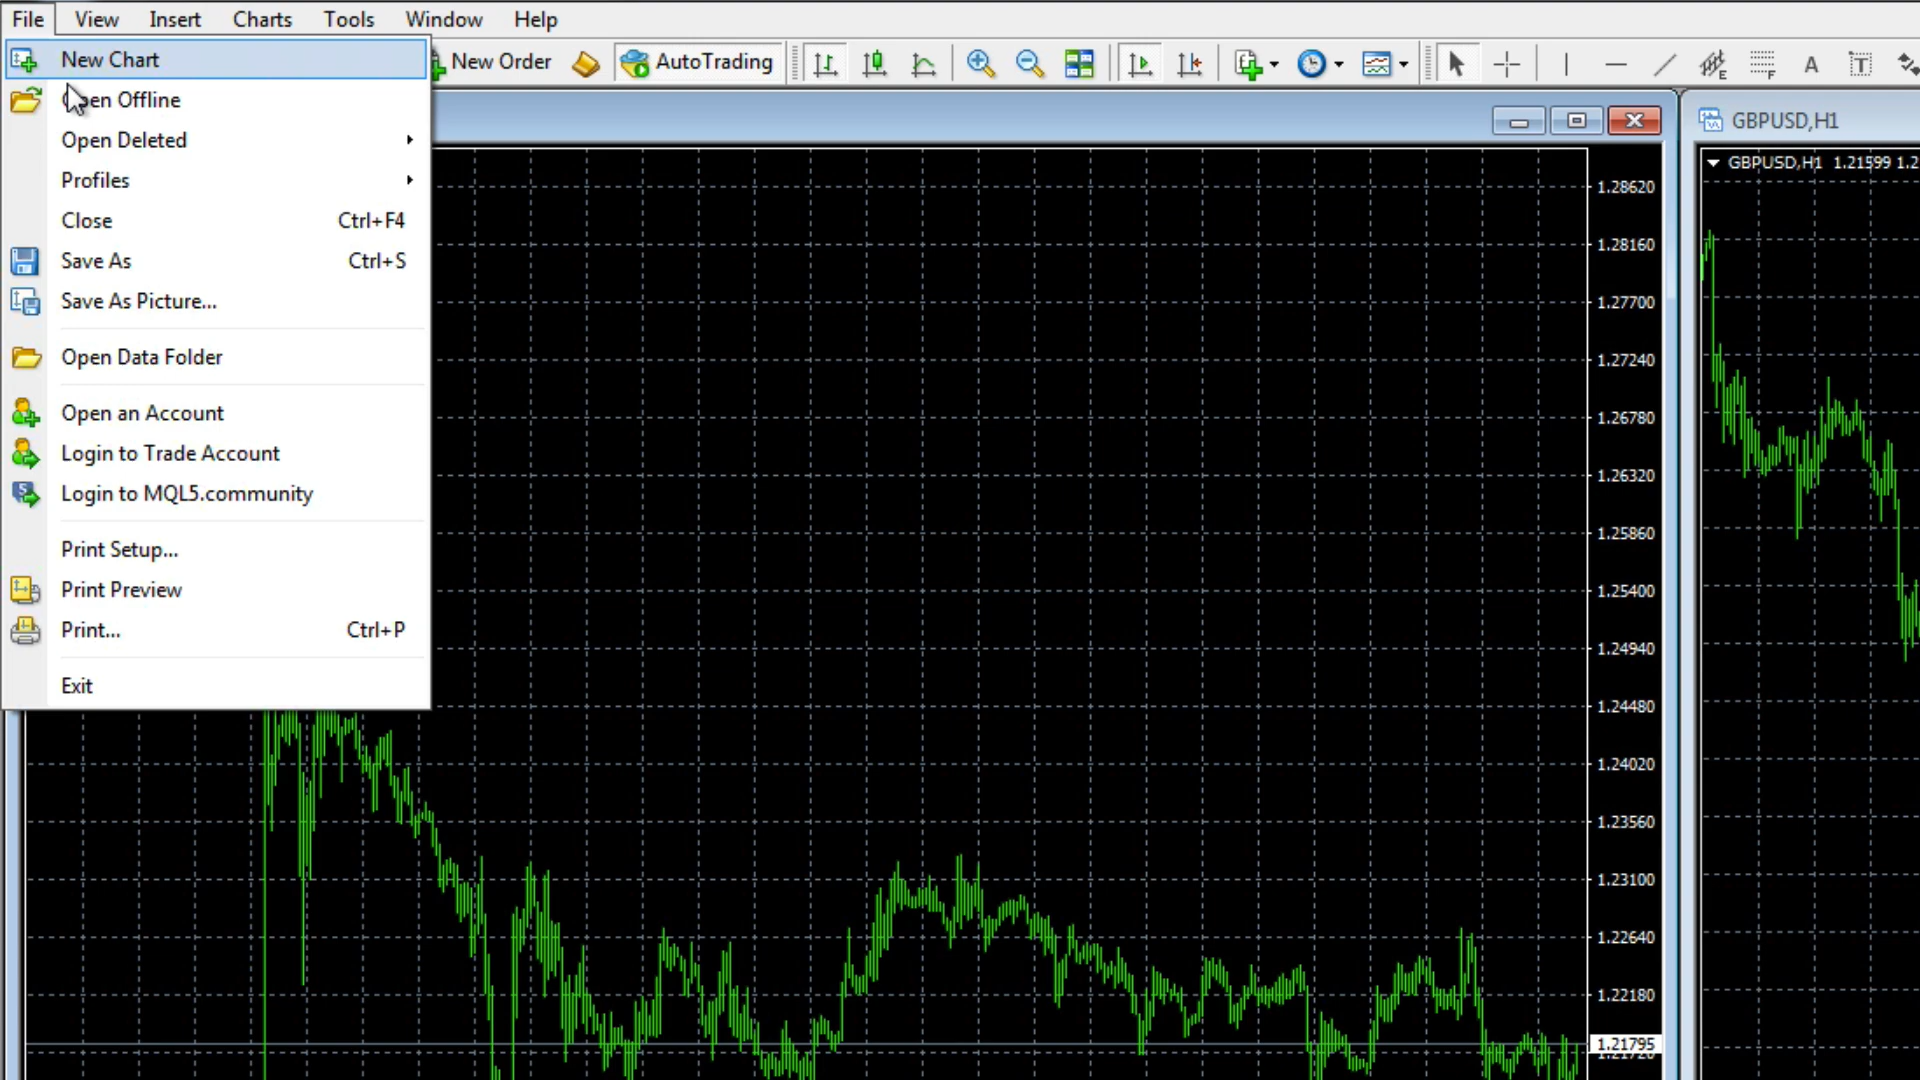 File View Insert Charts Tools Window Help
New Order AutoTrading
New Chart
en Offline
Open Deleted
Profiles
Close Ctrl+F4
Save As Ctrl+S
Save As Picture...
Open Data Folder
Open an Account
Login to Trade Account
Login to MQL5.community
Print Setup...
Print Preview
Print... Ctrl+P
Exit
1.28620
1.28160
1.27700
1.27240
1.26780
1.26320
1.25860
1.25400
1.24940
1.24480
1.24020
1.23560
1.23100
1.22640
1.22180
1.21795
GBPUSD,H1
GBPUSD,H1 1.21599 1.2